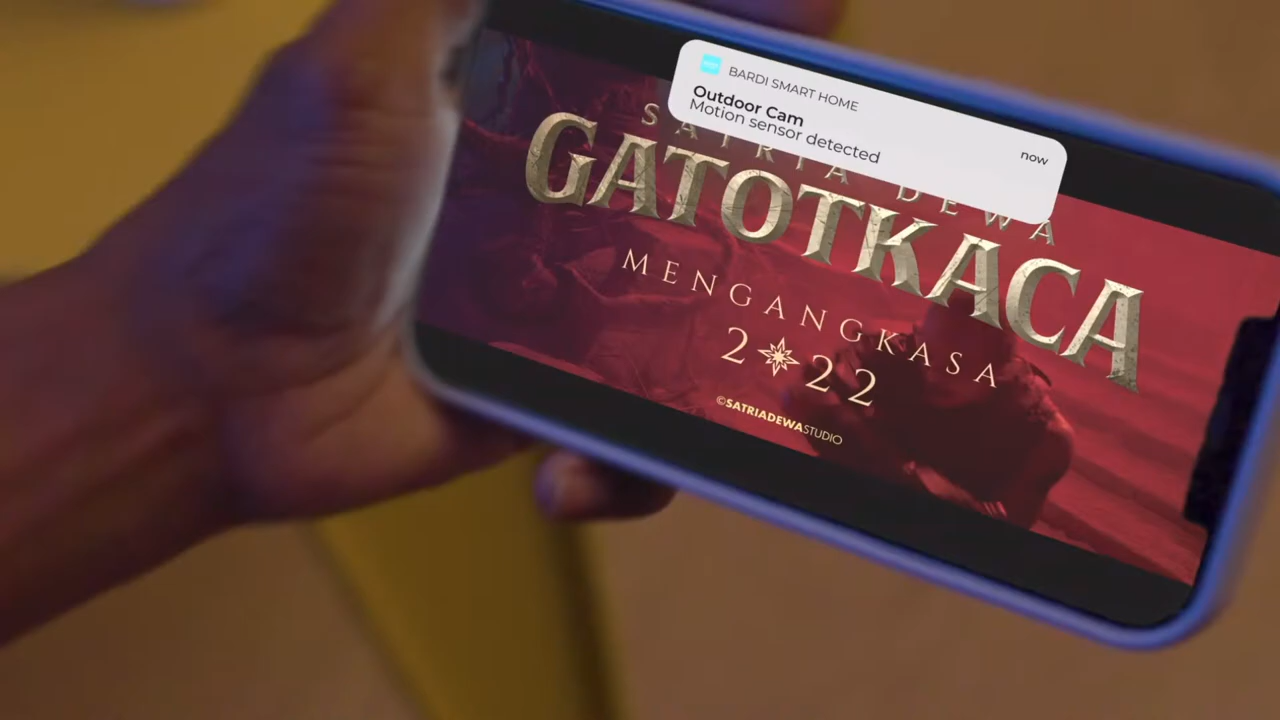 BARDI SMART HOME
Outdoor Cam
Motion sensor detected
now
SATRIA DEWA
GATOTKACA
MENGANGKASA
2022
©SATRIADEWASTUDIO